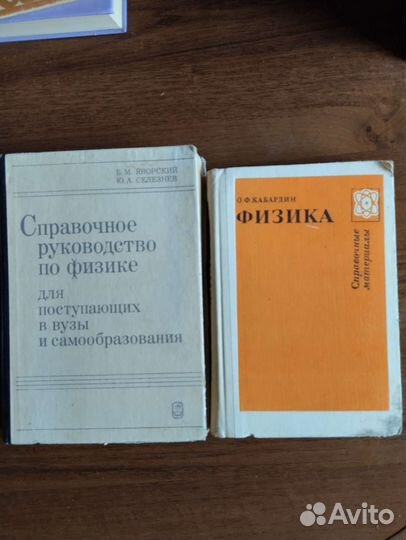 Б. М. ЯВОРСКИЙ
Ю. А. СЕЛЕЗНЕВ
Справочное
руководство
по физике
для
поступающих
в вузы
и самообразования
О.Ф.КАБАРДИН
ФИЗИКА
Справочные
материалы
Avito